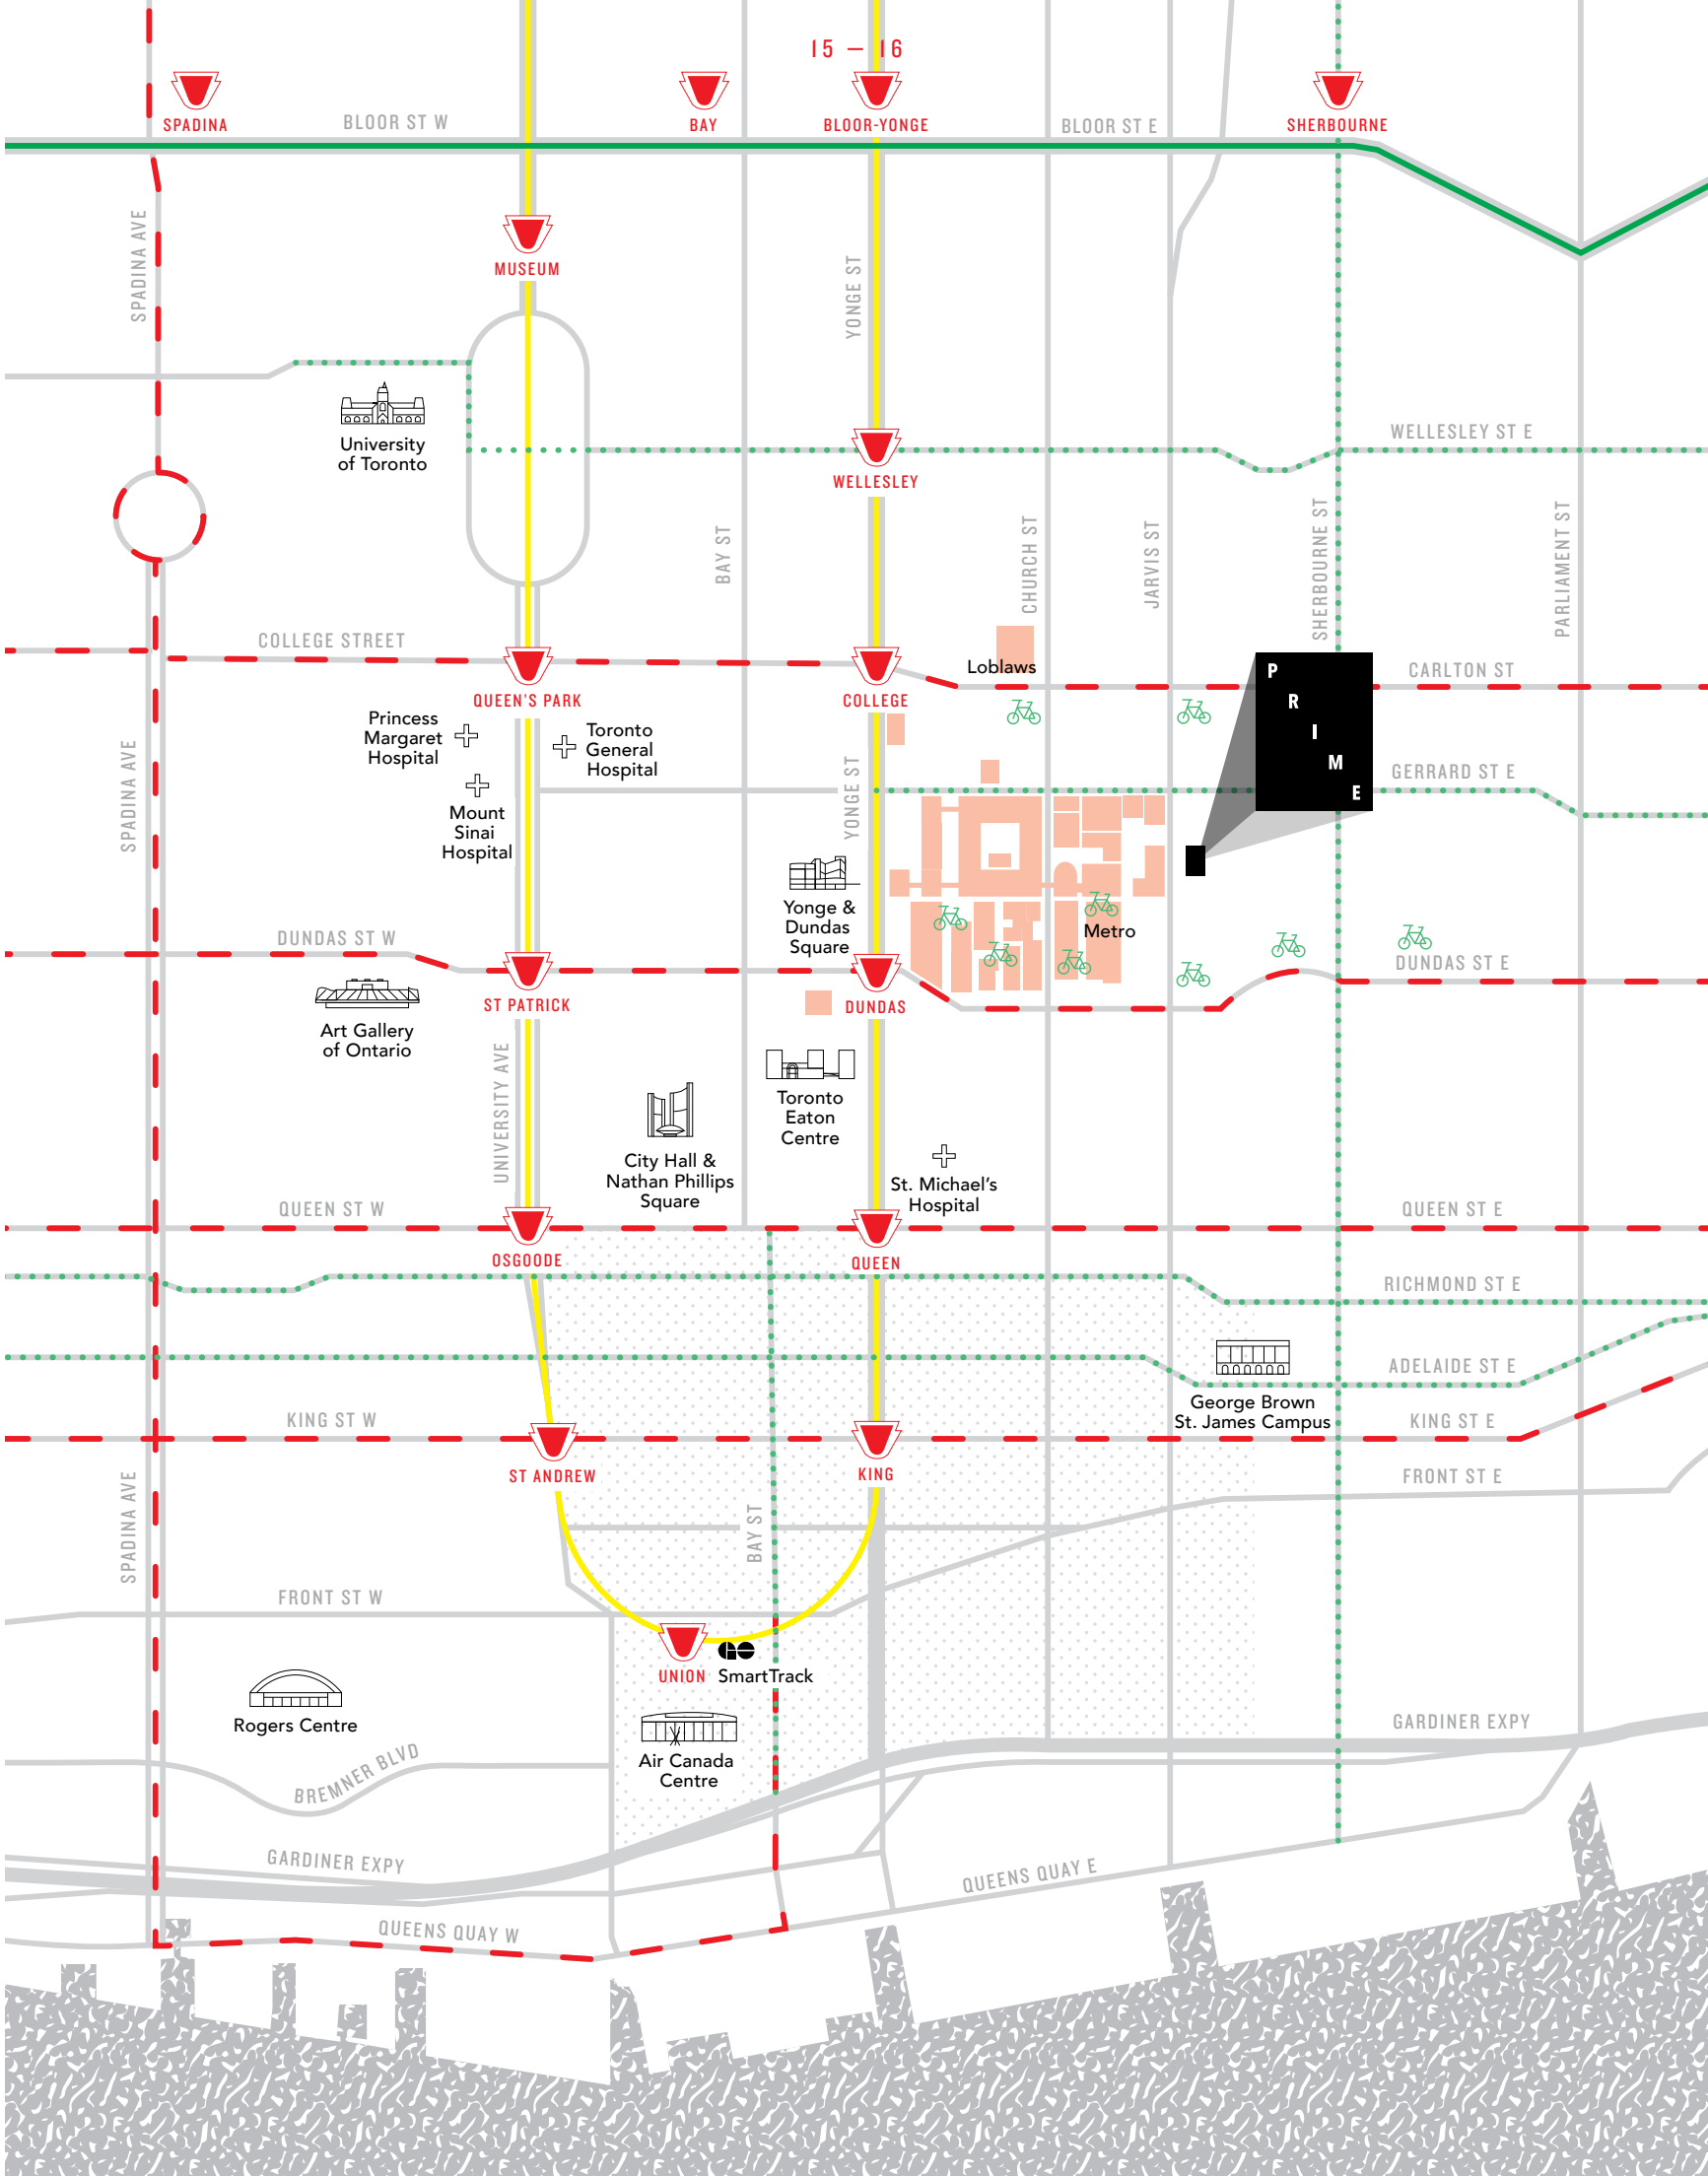 15 – 16
SPADINA
BLOOR ST W
BAY
BLOOR-YONGE
BLOOR ST E
SHERBOURNE
SPADINA AVE
MUSEUM
YONGE ST
University
of Toronto
WELLESLEY
WELLESLEY ST E
BAY ST
CHURCH ST
JARVIS ST
SHERBOURNE ST
PARLIAMENT ST
COLLEGE STREET
QUEEN'S PARK
COLLEGE
Loblaws
CARLTON ST
P
R
I
M
E
Princess
Margaret
Hospital
Toronto
General
Hospital
GERRARD ST E
SPADINA AVE
Mount
Sinai
Hospital
YONGE ST
Yonge &
Dundas
Square
Metro
DUNDAS ST W
DUNDAS ST E
ST PATRICK
DUNDAS
Art Gallery
of Ontario
UNIVERSITY AVE
Toronto
Eaton
Centre
City Hall &
Nathan Phillips
Square
St. Michael's
Hospital
QUEEN ST W
QUEEN ST E
OSGOODE
QUEEN
RICHMOND ST E
ADELAIDE ST E
George Brown
St. James Campus
KING ST W
KING ST E
ST ANDREW
KING
FRONT ST E
SPADINA AVE
BAY ST
FRONT ST W
GO
UNION
SmartTrack
Rogers Centre
Air Canada
Centre
GARDINER EXPY
BREMNER BLVD
GARDINER EXPY
QUEENS QUAY E
QUEENS QUAY W